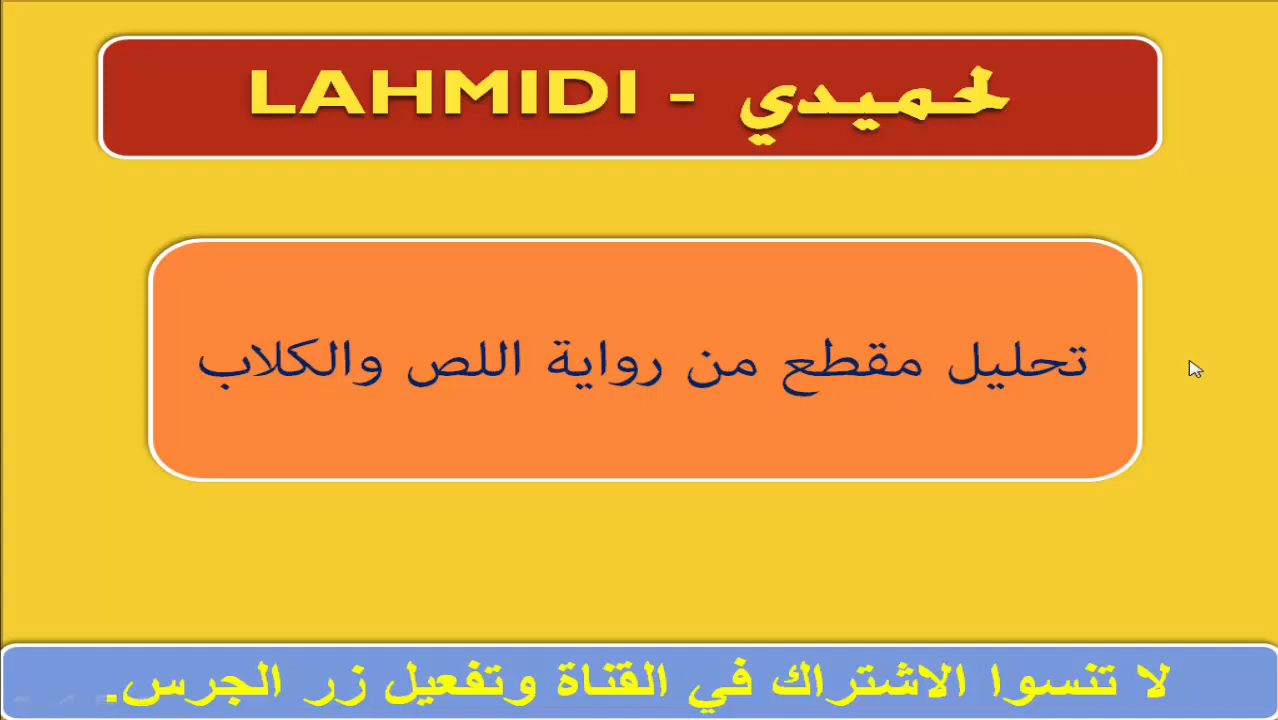 لحميدي - LAHMIDI
تحليل مقطع من رواية اللص والكلاب
لا تنسوا الاشتراك في القناة وتفعيل زر الجرس.